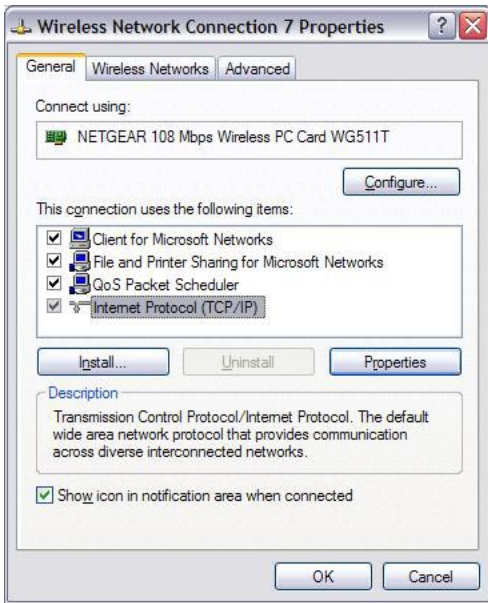 Wireless Network Connection 7 Properties
?
General Wireless Networks Advanced
Connect using:
NETGEAR 108 Mbps Wireless PC Card WG511T
Configure...
This connection uses the following items:
Client for Microsoft Networks
File and Printer Sharing for Microsoft Networks
QoS Packet Scheduler
Internet Protocol (TCP/IP)
Install... Uninstall Properties
Description
Transmission Control Protocol/Internet Protocol. The default
wide area network protocol that provides communication
across diverse interconnected networks.
Show icon in notification area when connected
OK Cancel